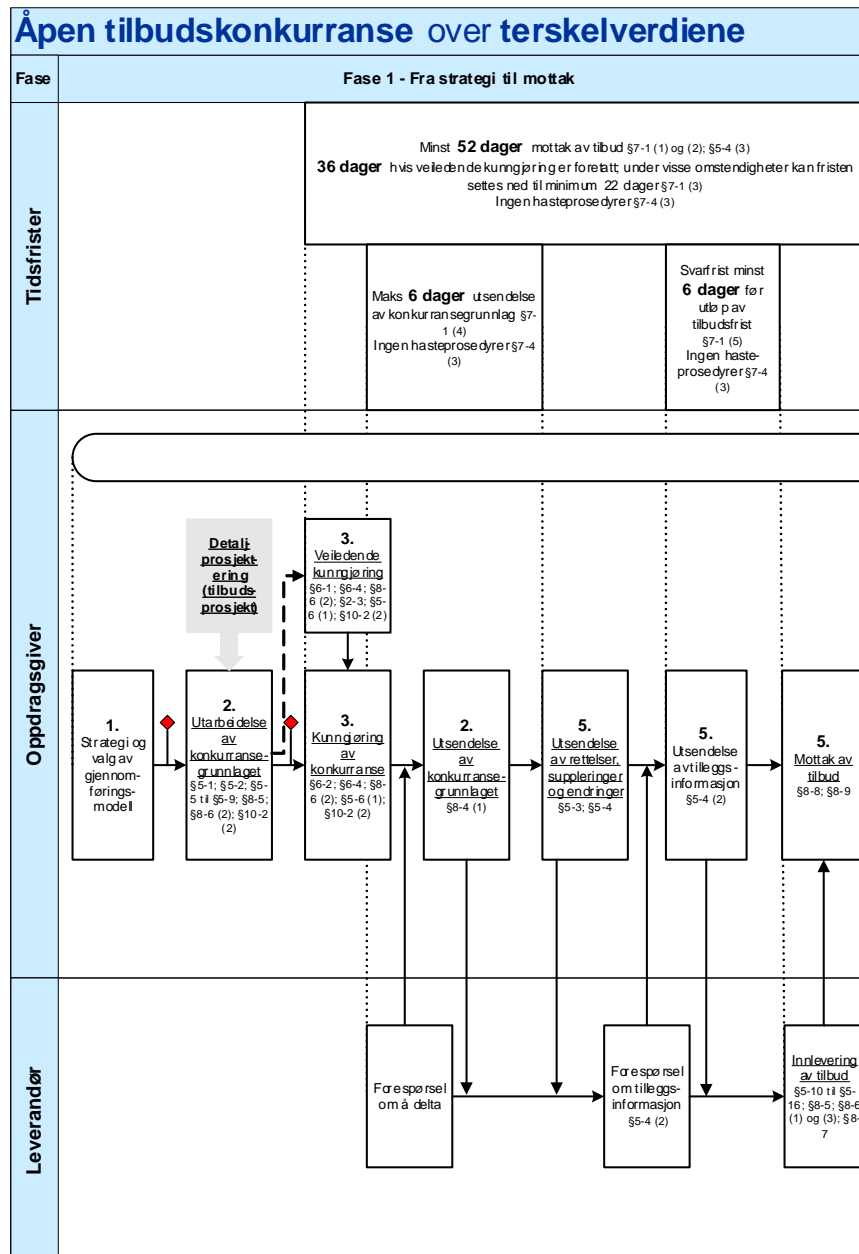 Åpen tilbudskonkurranse over terskelverdiene
Fase
Fase 1 - Fra strategi til mottak
Tidsfrister
Minst 52 dager mottak av tilbud §7-1 (1) og (2); §5-4 (3)
36 dager hvis veiledende kunngjøring er foretatt; under visse omstendigheter kan fristen
settes ned til minimum 22 dager §7-1 (3)
Ingen hasteprosedyrer §7-4 (3)
Maks 6 dager utsendelse
av konkurransegrunnlag §7-
1 (4)
Ingen hasteprosedyrer §7-4
(3)
Svarfrist minst
6 dager før
utløp av
tilbudsfrist
§7-1 (5)
Ingen haste-
prosedyrer §7-4
(3)
Oppdragsgiver
Detalj-
prosjekt-
ering
(tilbuds-
prosjekt)
3.
Veiledende
kunngjøring
§6-1; §6-4; §8-
6 (2); §2-3; §5-
6 (1); §10-2 (2)
1.
Strategi og
valg av
gjennom-
førings-
modell
2.
Utarbeidelse
av
konkurranse-
grunnlaget
§5-1; §5-2; §5-
5 til §5-9; §8-5;
§8-6 (2); §10-2
(2)
3.
Kunngjøring
av
konkurranse
§6-2; §6-4; §8-
6 (2); §5-6 (1);
§10-2 (2)
2.
Utsendelse
av
konkurranse-
grunnlaget
§8-4 (1)
5.
Utsendelse
av rettelser,
suppleringer
og endringer
§5-3; §5-4
5.
Utsendelse
av tilleggs-
informasjon
§5-4 (2)
5.
Mottak av
tilbud
§8-8; §8-9
Leverandør
Forespørsel
om å delta
Forespørsel
om tilleggs-
informasjon
§5-4 (2)
Innlevering
av tilbud
§5-10 til §5-
16; §8-5; §8-6
(1) og (3); §8-
7